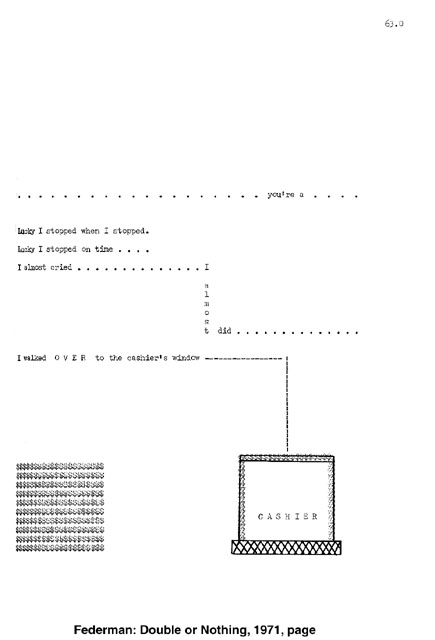 63.0
. . . . . . . . . . . . . . . . . . . . . you're a . . . .
Lucky I stopped when I stopped.
Lucky I stopped on time . . . .
I almost cried . . . . . . . . . . . . . . I
a
l
m
o
s
t did . . . . . . . . . . . . . .
I walked O V E R to the cashier's window --------------------
CASHIER
Federman: Double or Nothing, 1971, page